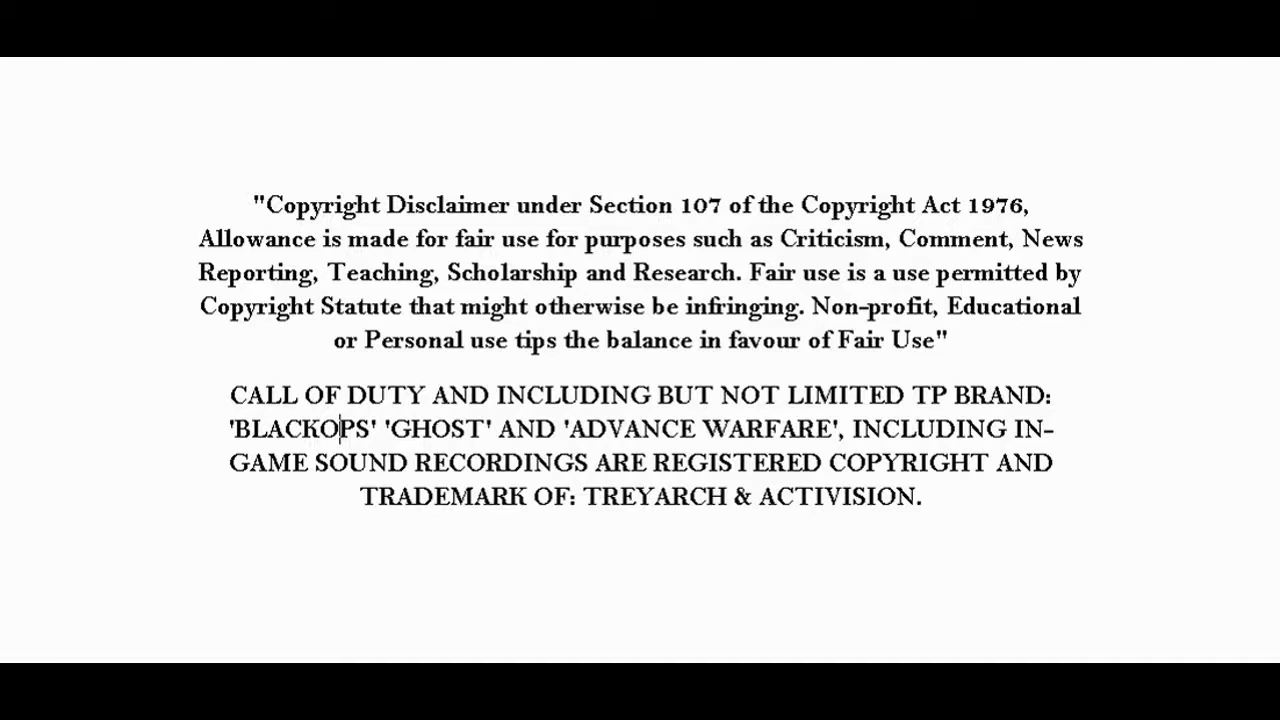 "Copyright Disclaimer under Section 107 of the Copyright Act 1976,
Allowance is made for fair use for purposes such as Criticism, Comment, News
Reporting, Teaching, Scholarship and Research. Fair use is a use permitted by
Copyright Statute that might otherwise be infringing. Non-profit, Educational
or Personal use tips the balance in favour of Fair Use"
CALL OF DUTY AND INCLUDING BUT NOT LIMITED TP BRAND:
'BLACKOPS' 'GHOST' AND 'ADVANCE WARFARE', INCLUDING IN-
GAME SOUND RECORDINGS ARE REGISTERED COPYRIGHT AND
TRADEMARK OF: TREYARCH & ACTIVISION.